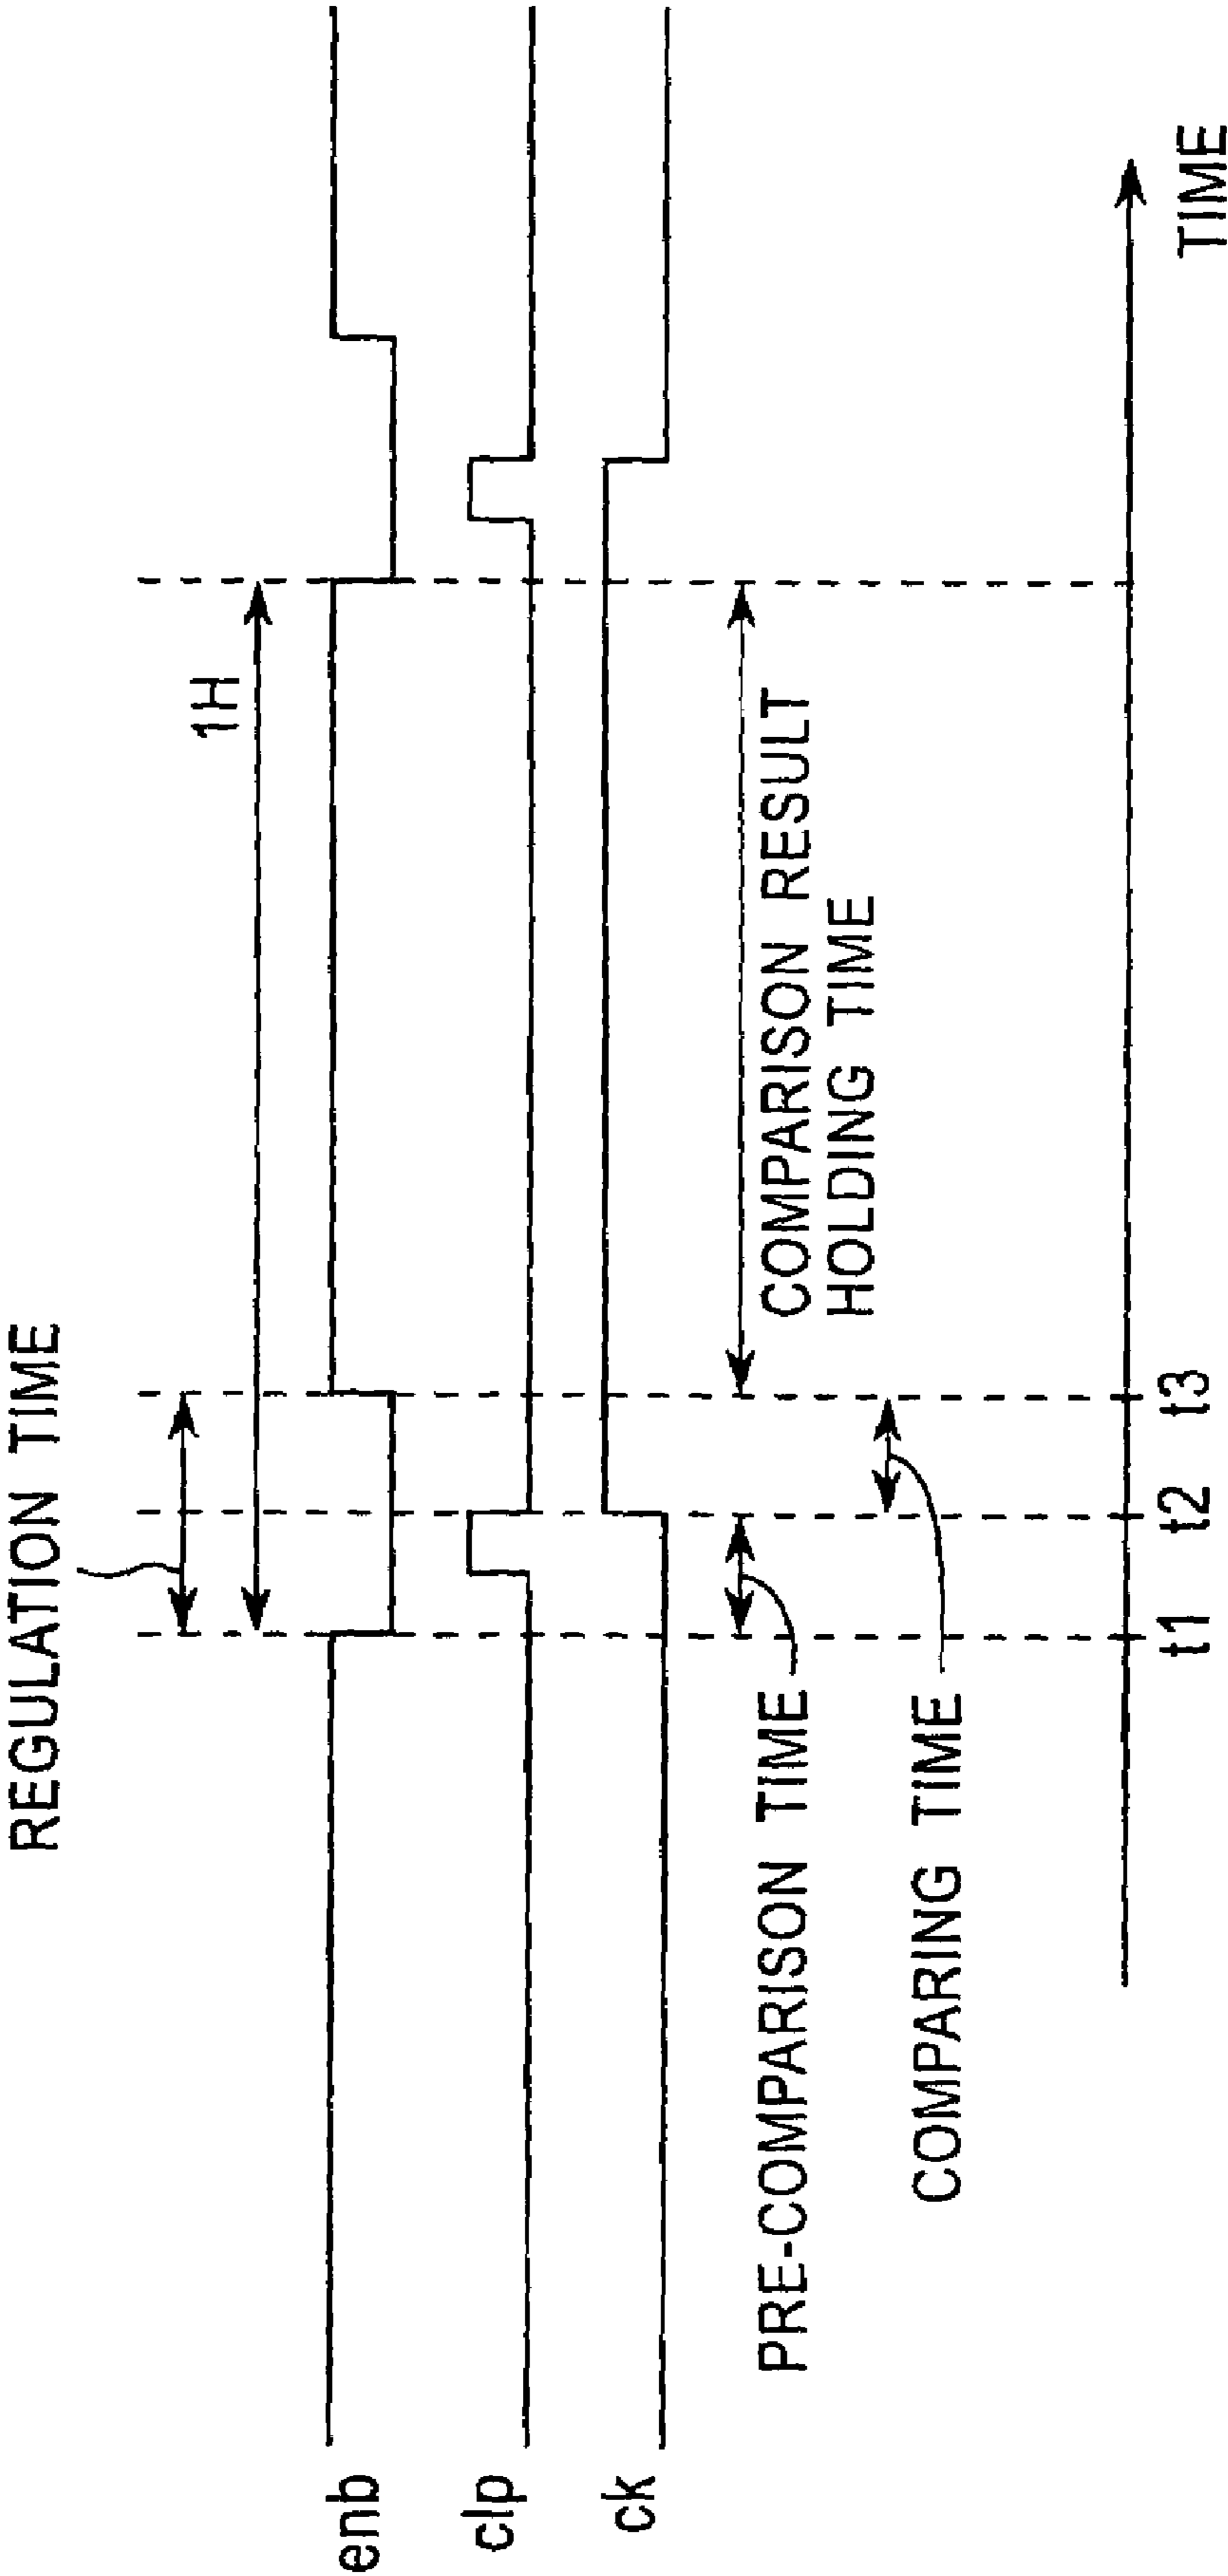 REGULATION TIME
1H
enb
clp
ck
PRE-COMPARISON TIME
COMPARISON RESULT
HOLDING TIME
COMPARING TIME
t1
t2
t3
TIME